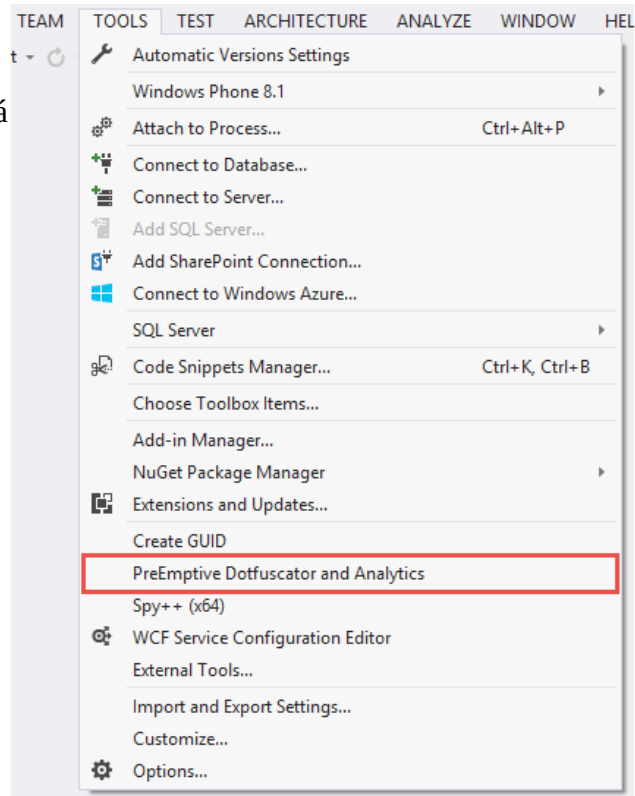 TEAM TOOLS TEST ARCHITECTURE ANALYZE WINDOW HEL
t
Automatic Versions Settings
Windows Phone 8.1
á
Attach to Process... Ctrl+Alt+P
Connect to Database...
Connect to Server...
Add SQL Server...
Add SharePoint Connection...
Connect to Windows Azure...
SQL Server
Code Snippets Manager... Ctrl+K, Ctrl+B
Choose Toolbox Items...
Add-in Manager...
NuGet Package Manager
Extensions and Updates...
Create GUID
PreEmptive Dotfuscator and Analytics
Spy++ (x64)
WCF Service Configuration Editor
External Tools...
Import and Export Settings...
Customize...
Options...